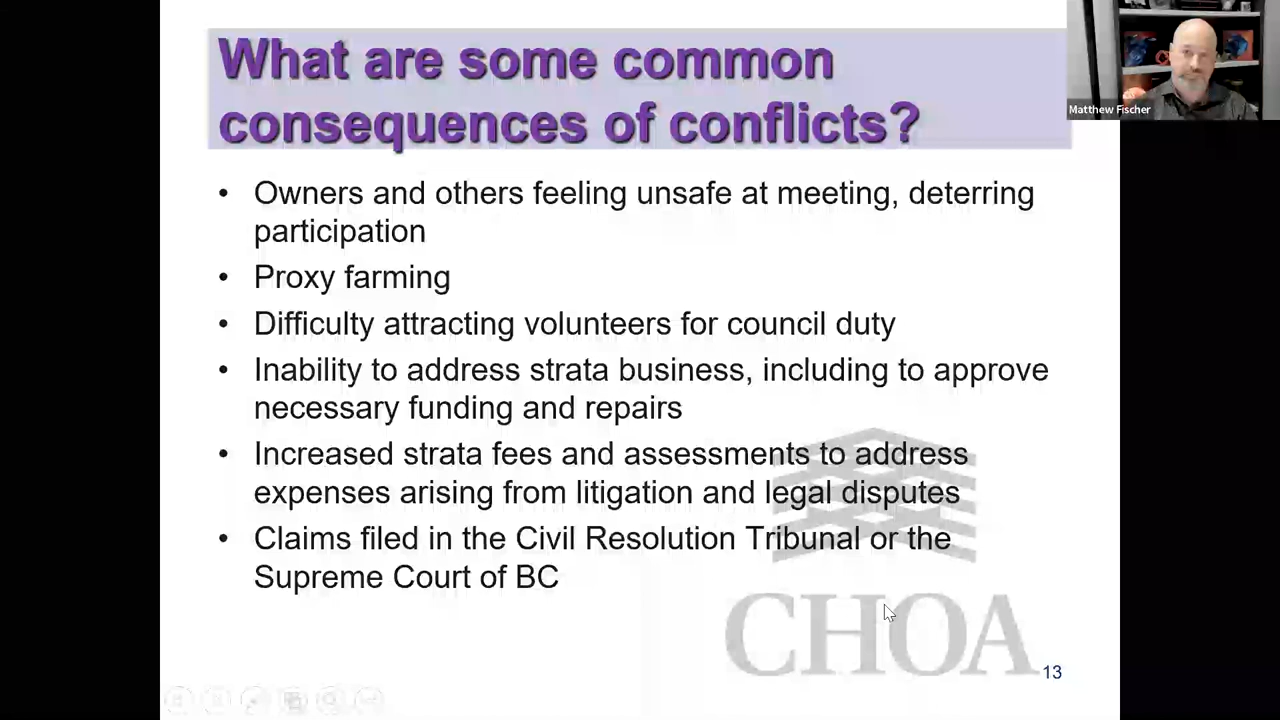 What are some common
consequences of conflicts?
Matthew Fischer
• Owners and others feeling unsafe at meeting, deterring
participation
• Proxy farming
• Difficulty attracting volunteers for council duty
• Inability to address strata business, including to approve
necessary funding and repairs
• Increased strata fees and assessments to address
expenses arising from litigation and legal disputes
• Claims filed in the Civil Resolution Tribunal or the
Supreme Court of BC
CHOA
13